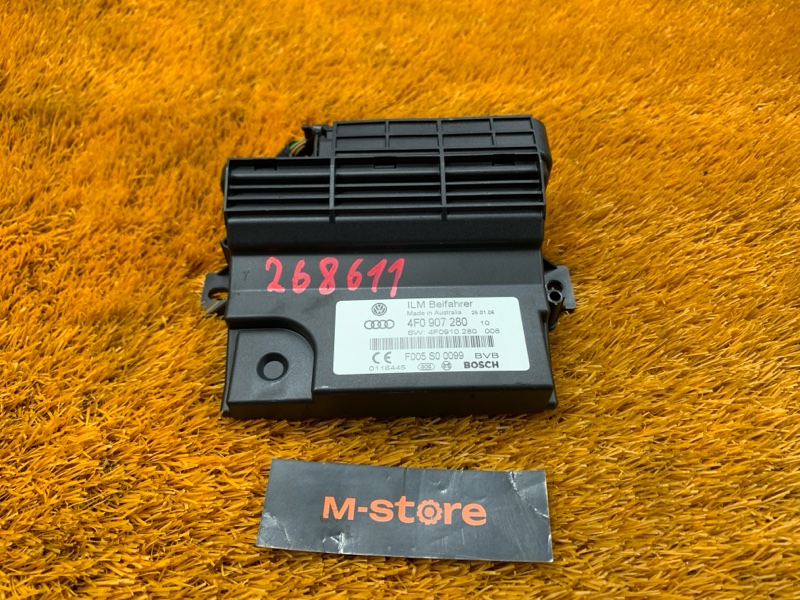 268611
ILM Beifahrer
Made in Australia 25.01.06
4F0 907 280 10
SW: 4F0910 280 008
F005 S0 0099 BVB
0116445 BOSCH
M-store